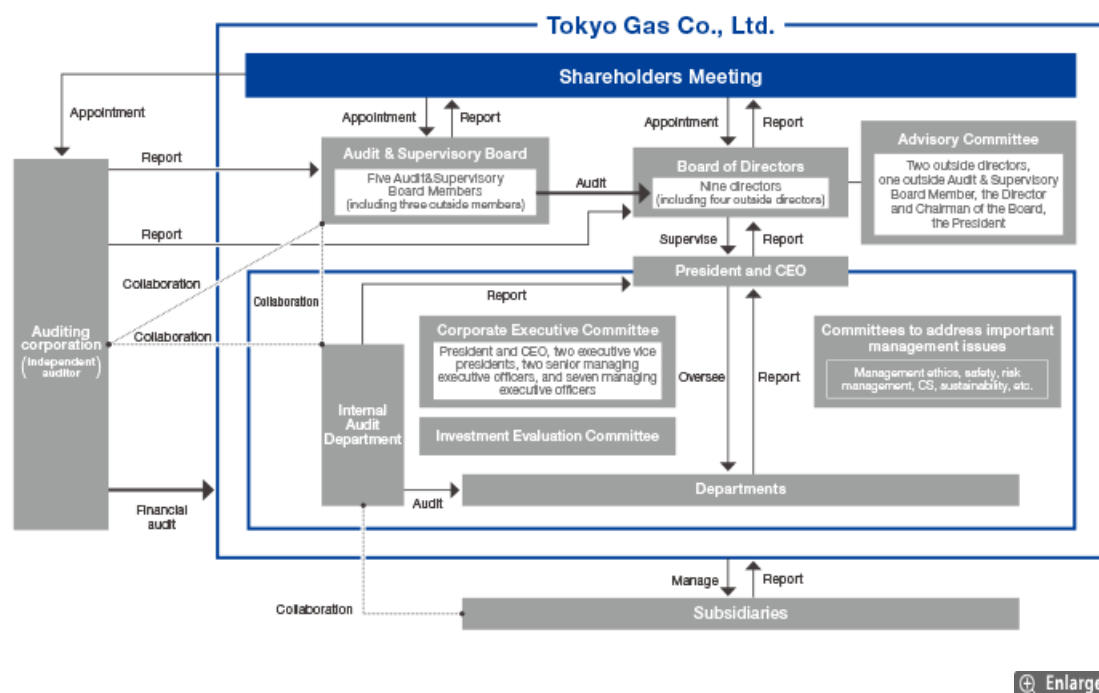 Tokyo Gas Co., Ltd.
Shareholders Meeting
Appointment
Appointment
Report
Appointment
Report
Audit & Supervisory Board
Five Audit&Supervisory
Board Members
(including three outside members)
Report
Audit
Board of Directors
Nine directors
(including four outside directors)
Advisory Committee
Two outside directors,
one outside Audit & Supervisory
Board Member, the Director
and Chairman of the Board,
the President
Report
Supervise
Report
President and CEO
Collaboration
Collaboration
Report
Collaboration
Auditing
corporation
(independent
auditor)
Corporate Executive Committee
President and CEO, two executive vice
presidents, two senior managing
executive officers, and seven managing
executive officers
Oversee
Report
Committees to address important
management issues
Management ethics, safety, risk
management, CS, sustainability, etc.
Internal
Audit
Department
Investment Evaluation Committee
Financial
audit
Audit
Departments
Manage
Report
Collaboration
Subsidiaries
Enlarge